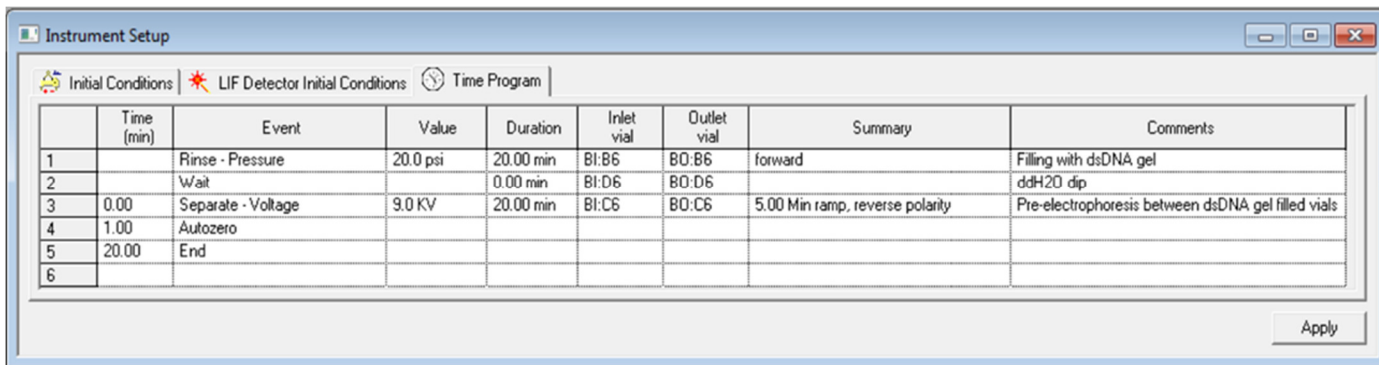 Instrument Setup
Initial Conditions LIF Detector Initial Conditions Time Program
Time (min) Event Value Duration Inlet vial Outlet vial Summary Comments
1 Rinse - Pressure 20.0 psi 20.00 min BI:B6 BO:B6 forward Filling with dsDNA gel
2 Wait 0.00 min BI:D6 BO:D6 ddH2O dip
3 0.00 Separate - Voltage 9.0 KV 20.00 min BI:C6 BO:C6 5.00 Min ramp, reverse polarity Pre-electrophoresis between dsDNA gel filled vials
4 1.00 Autozero
5 20.00 End
6
Apply